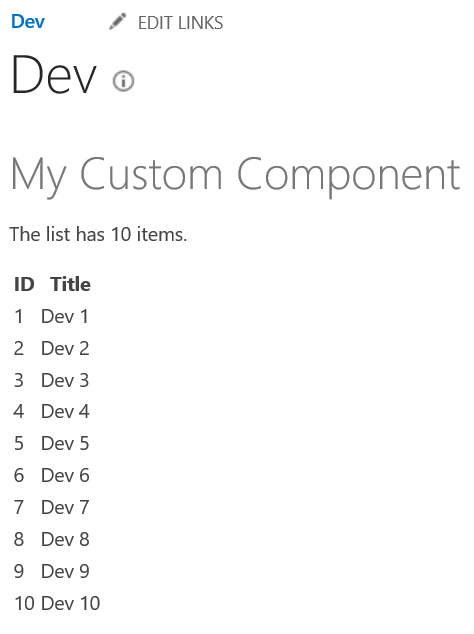 Dev EDIT LINKS
Dev
My Custom Component
The list has 10 items.
ID Title
1 Dev 1
2 Dev 2
3 Dev 3
4 Dev 4
5 Dev 5
6 Dev 6
7 Dev 7
8 Dev 8
9 Dev 9
10 Dev 10